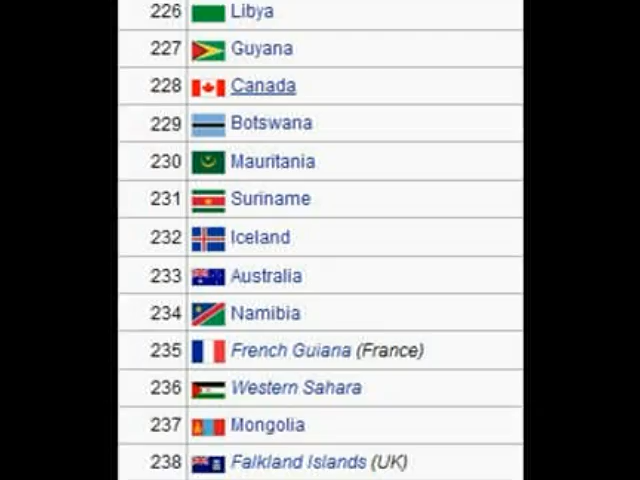 226 Libya
227 Guyana
228 Canada
229 Botswana
230 Mauritania
231 Suriname
232 Iceland
233 Australia
234 Namibia
235 French Guiana (France)
236 Western Sahara
237 Mongolia
238 Falkland Islands (UK)